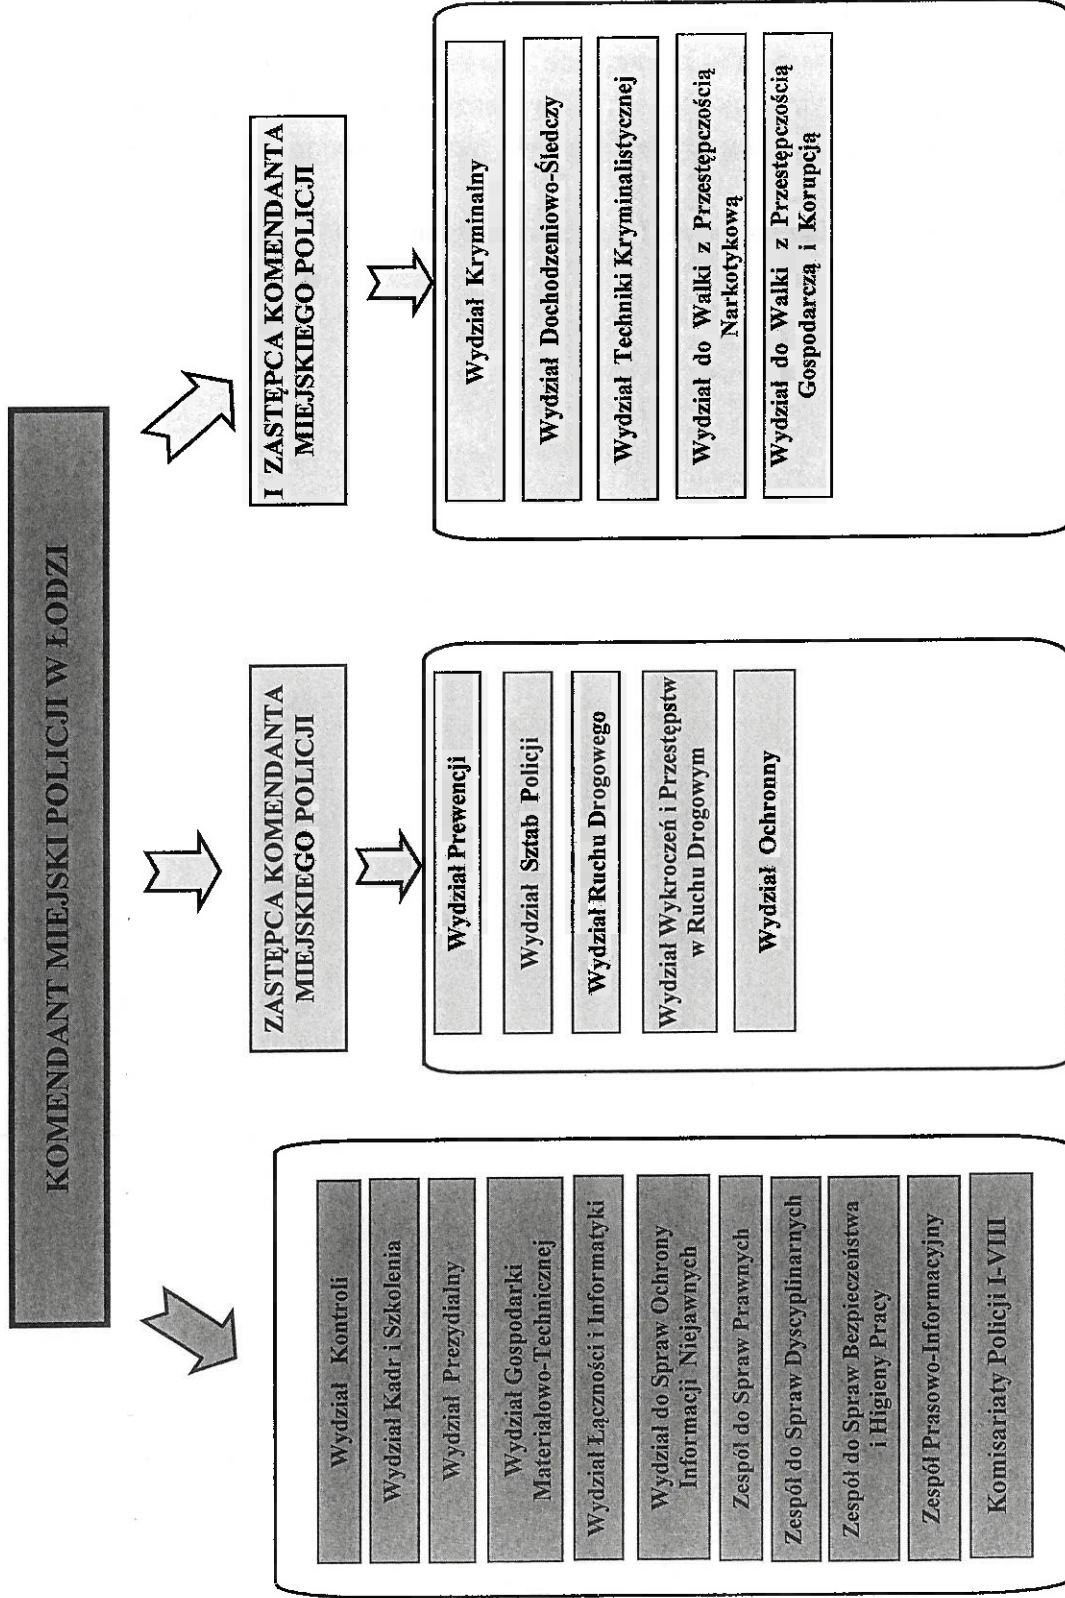 KOMENDANT MIEJSKI POLICJI W ŁODZI
Wydział Kontroli
Wydział Kadr i Szkolenia
Wydział Prezydialny
Wydział Gospodarki
Materiałowo-Technicznej
Wydział Łączności i Informatyki
Wydział do Spraw Ochrony
Informacji Niejawnych
Zespół do Spraw Prawnych
Zespół do Spraw Dyscyplinarnych
Zespół do Spraw Bezpieczeństwa
i Higieny Pracy
Zespół Prasowo-Informacyjny
Komisariaty Policji I-VIII
ZASTĘPCA KOMENDANTA
MIEJSKIEGO POLICJI
Wydział Prewencji
Wydział Sztab Policji
Wydział Ruchu Drogowego
Wydział Wykroczeń i Przestępstw
w Ruchu Drogowym
Wydział Ochronny
I ZASTĘPCA KOMENDANTA
MIEJSKIEGO POLICJI
Wydział Kryminalny
Wydział Dochodzeniowo-Śledczy
Wydział Techniki Kryminalistycznej
Wydział do Walki z Przestępczością
Narkotykową
Wydział do Walki z Przestępczością
Gospodarczą i Korupcją